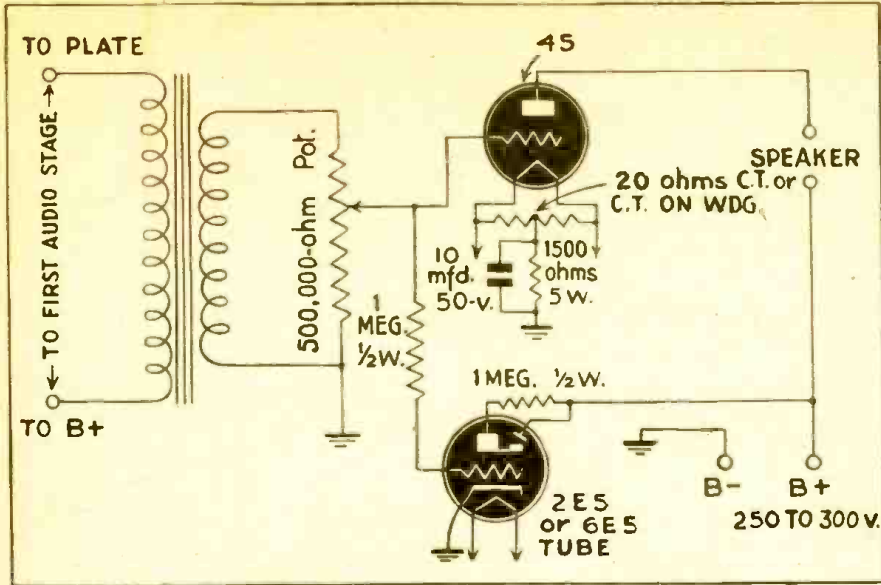 TO PLATE
TO FIRST AUDIO STAGE
TO B+
500,000-ohm Pot.
45
SPEAKER
20 ohms C.T. or
C.T. ON WDG.
10
mfd.
50-v.
1500
ohms
5 W.
1
MEG.
½W.
1 MEG. ½W.
2E5
or 6E5
TUBE
B-
B+
250 TO 300 v.